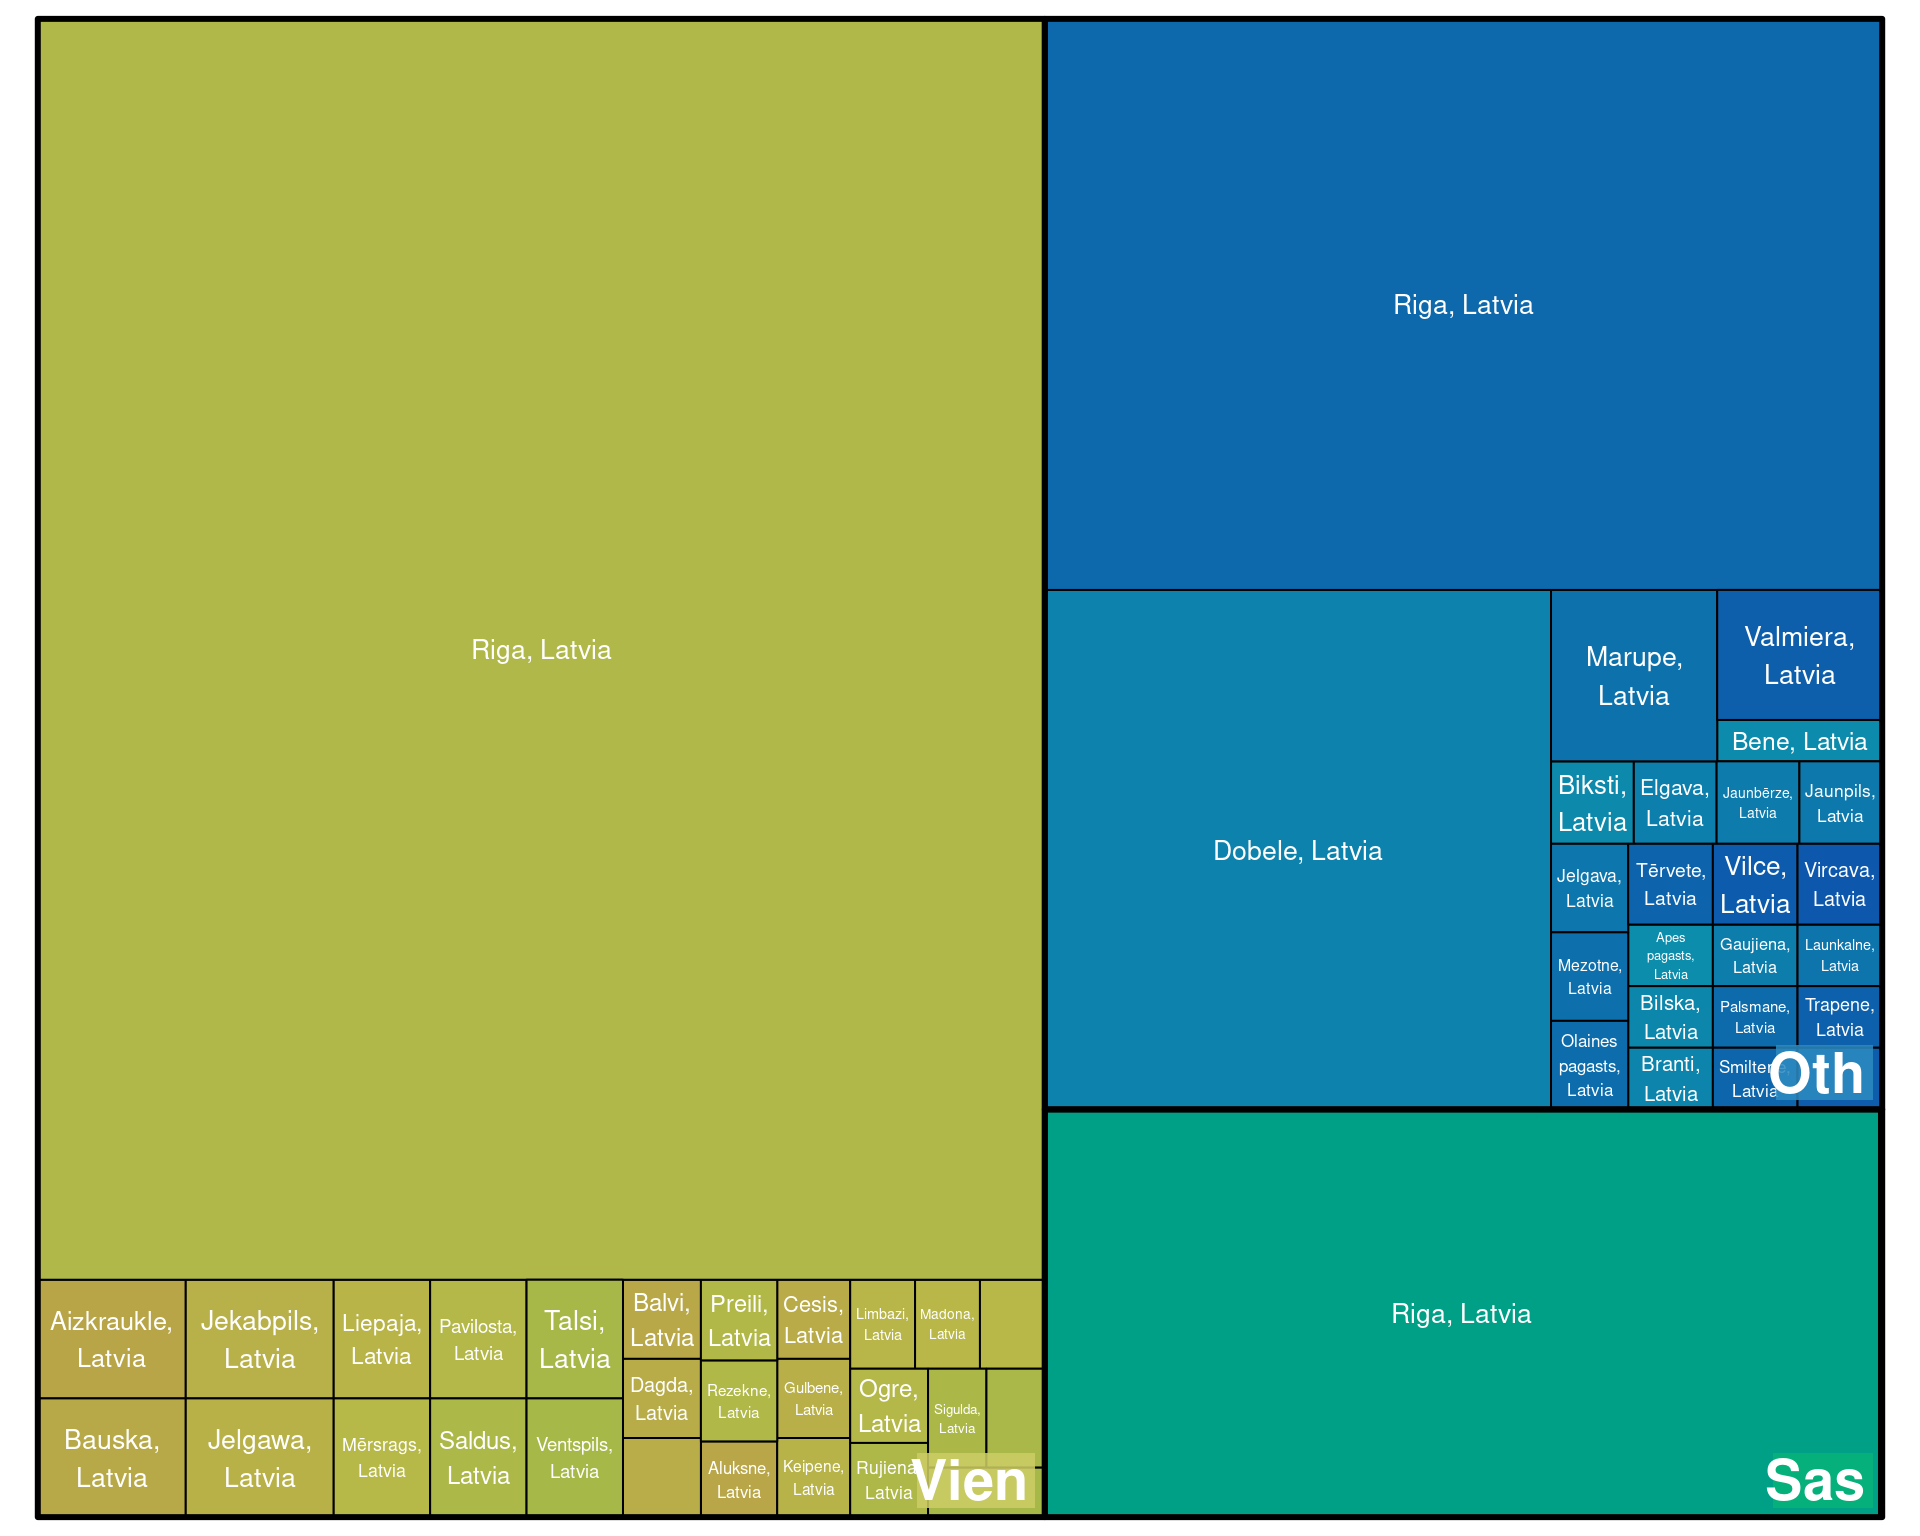 Riga, Latvia
Aizkraukle,
Latvia
Jekabpils,
Latvia
Liepaja,
Latvia
Pavilosta,
Latvia
Talsi,
Latvia
Balvi,
Latvia
Preili,
Latvia
Cesis,
Latvia
Limbazi,
Latvia
Madona,
Latvia
Dagda,
Latvia
Rezekne,
Latvia
Gulbene,
Latvia
Ogre,
Latvia
Sigulda,
Latvia
Bauska,
Latvia
Jelgawa,
Latvia
Mērsrags,
Latvia
Saldus,
Latvia
Ventspils,
Latvia
Aluksne,
Latvia
Keipene,
Latvia
Rujiena
Latvia
Vien
Riga, Latvia
Dobele, Latvia
Marupe,
Latvia
Valmiera,
Latvia
Bene, Latvia
Biksti,
Latvia
Elgava,
Latvia
Jaunbērze,
Latvia
Jaunpils,
Latvia
Jelgava,
Latvia
Tērvete,
Latvia
Vilce,
Latvia
Vircava,
Latvia
Mezotne,
Latvia
Apes
pagasts,
Latvia
Gaujiena,
Latvia
Launkalne,
Latvia
Bilska,
Latvia
Palsmane,
Latvia
Trapene,
Latvia
Olaines
pagasts,
Latvia
Branti,
Latvia
Smiltene,
Latvia
Oth
Riga, Latvia
Sas